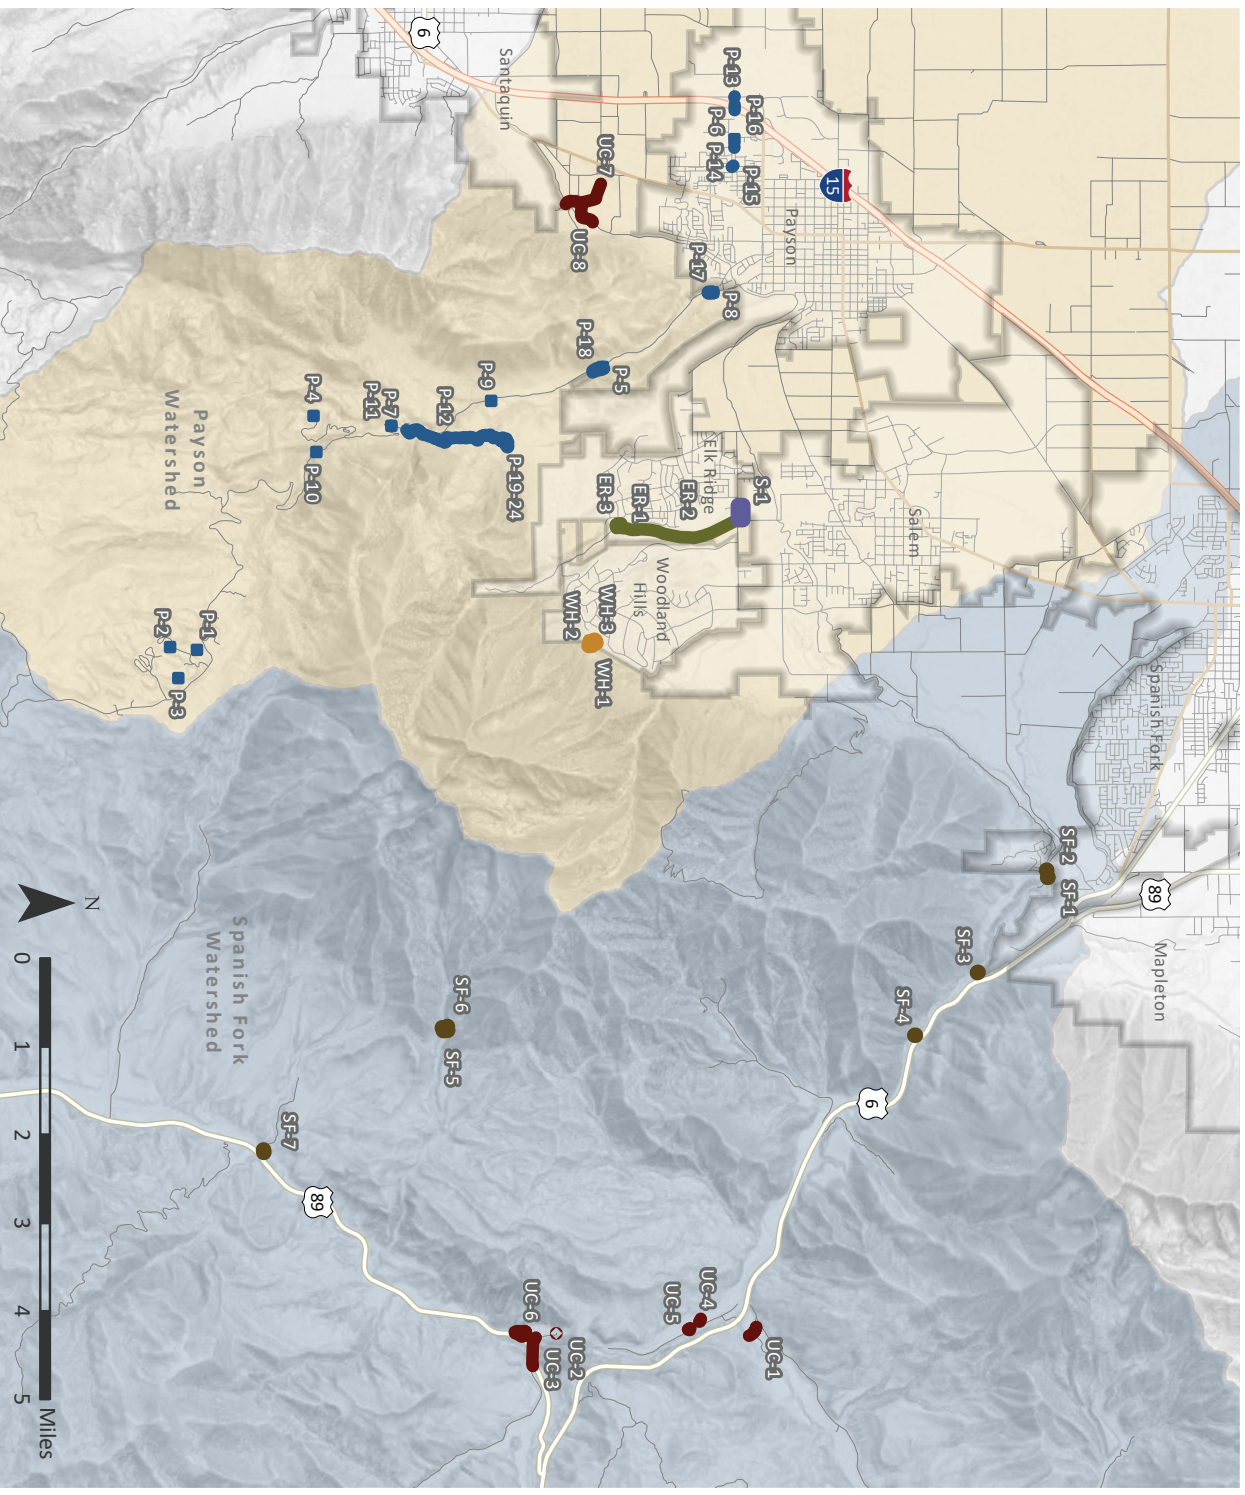 6
Santaquin
P-13
P-16
P-6
P-14
P-15
15
UC-7
UC-8
Payson
P-17
P-8
P-18
P-5
P-9
P-12
P-7
P-11
P-4
P-10
P-19-24
Payson
Watershed
Elk Ridge
S-1
ER-2
ER-1
ER-3
Salem
Woodland
Hills
WH-3
WH-2
WH-1
P-1
P-2
P-3
Spanish Fork
SF-2
SF-1
89
Mapleton
SF-3
SF-4
6
SF-6
SF-5
Spanish Fork
Watershed
SF-7
89
UC-4
UC-5
UC-1
UC-6
UC-2
UC-3
N
0 1 2 3 4 5 Miles